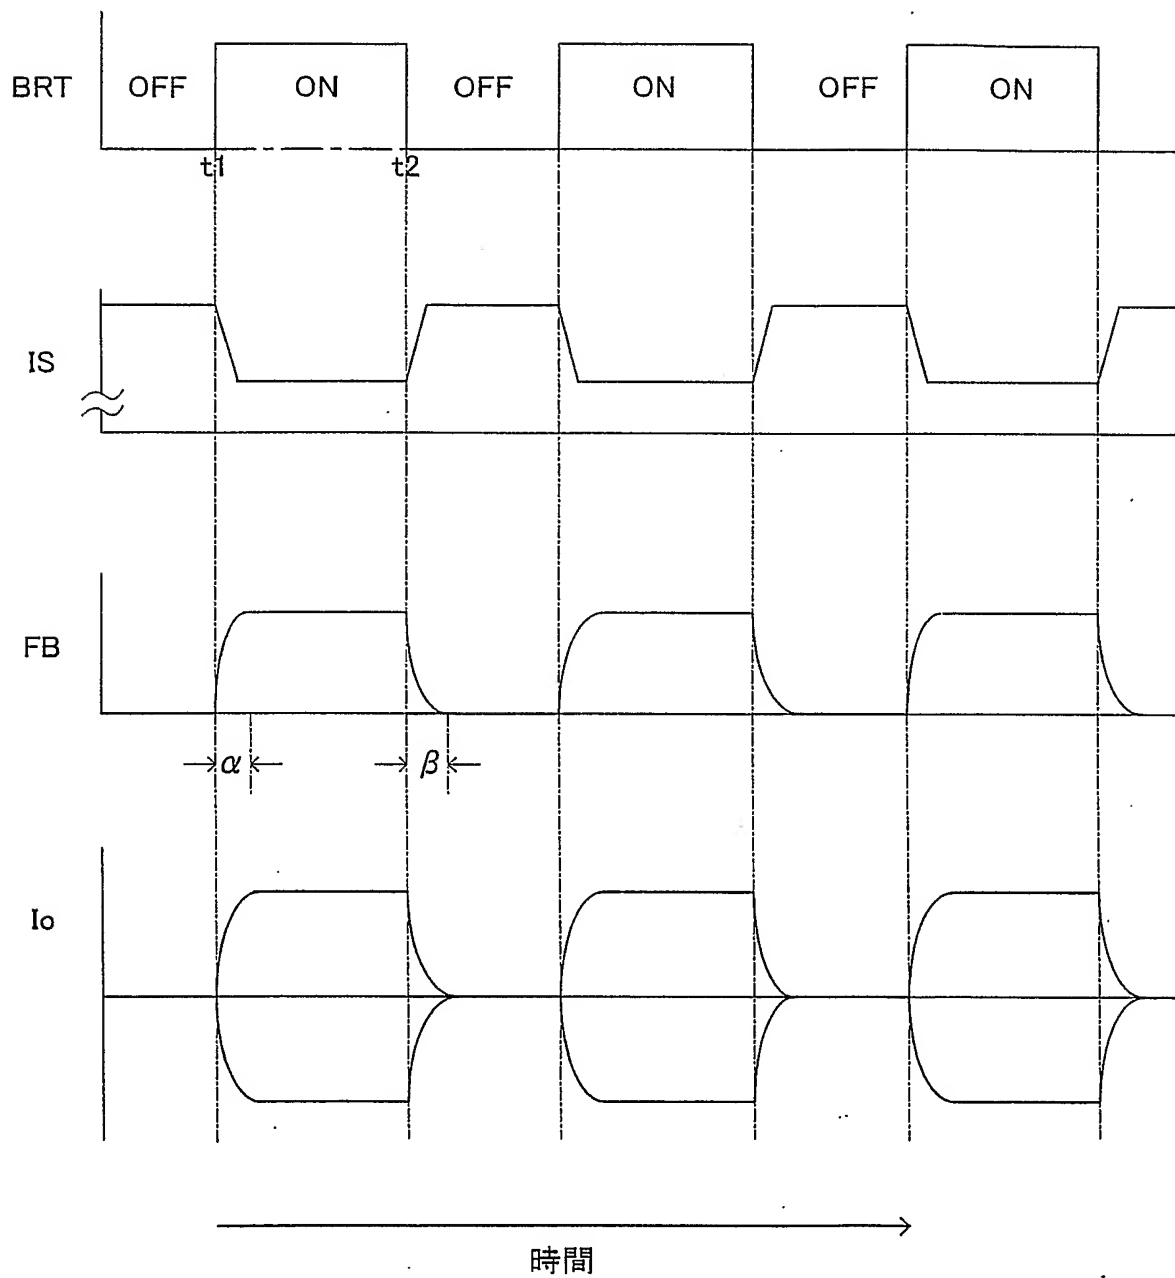 BRT OFF ON OFF ON OFF ON
t1 t2
IS
FB
α β
Io
時間